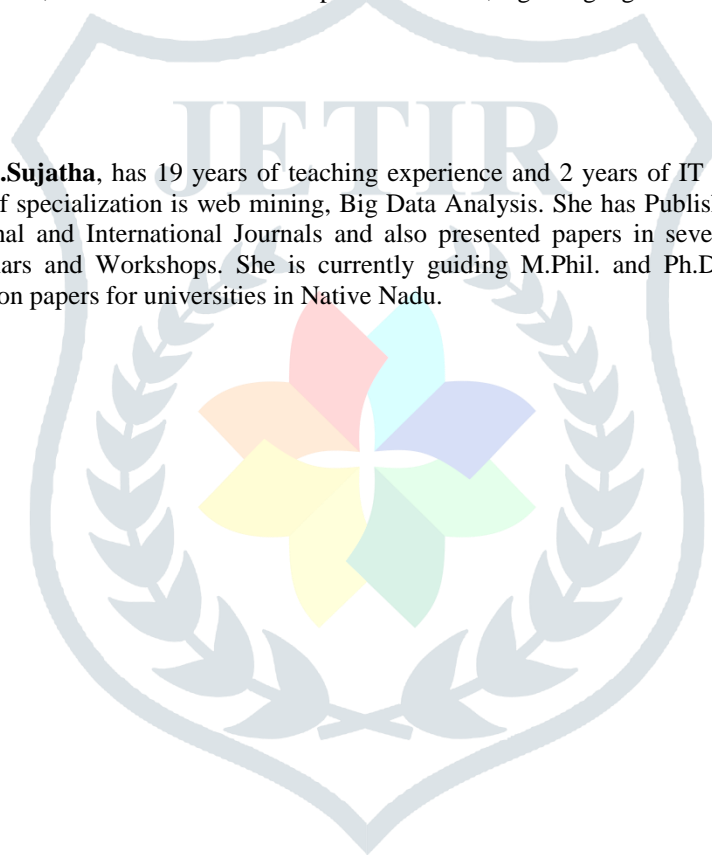 JETIR
.Sujatha, has 19 years of teaching experience and 2 years of IT
f specialization is web mining, Big Data Analysis. She has Publish
nal and International Journals and also presented papers in seve
ars and Workshops. She is currently guiding M.Phil. and Ph.D
on papers for universities in Native Nadu.